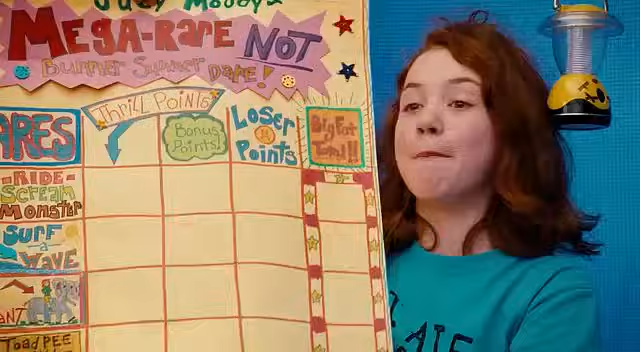 Judy Moody's
MEGA-RARE NOT
Bummer Summer DARE!
ARES
Thrill Points
Bonus
Points!
Loser
Points
Big Fat
Total!!
-RIDE-
SCREAM
MONSTER
SURF
a
WAVE
ANT
Toad PEE